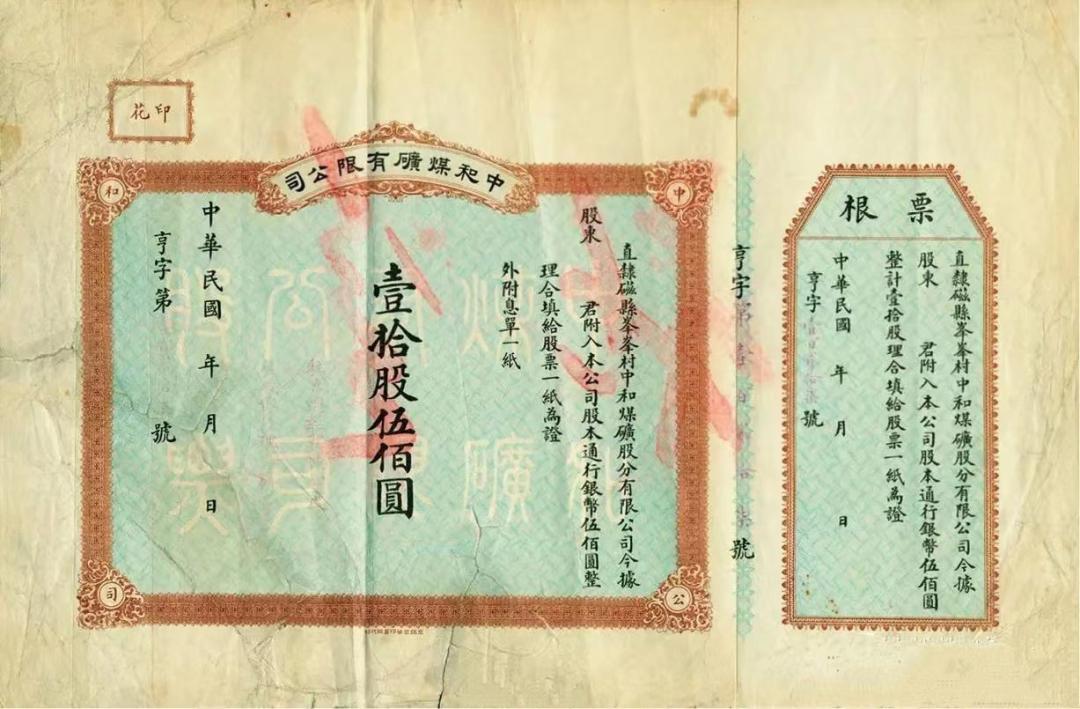 印花
中和煤礦有限公司
中
和
公
司
直隸磁縣峯峯村中和煤礦股分有限公司今據
股東 君附入本公司股本通行銀幣伍佰圓整
理合填給股票一紙為證
外附息單一紙
壹拾股伍佰圓
中華民國 年 月 日
亨字第 號
亨字第壹百 拾柒號
票根
直隸磁縣峯峯村中和煤礦股分有限公司今據
股東 君附入本公司股本通行銀幣伍佰圓
整計壹拾股理合填給股票一紙為證
中華民國 年 月 日
亨字 號